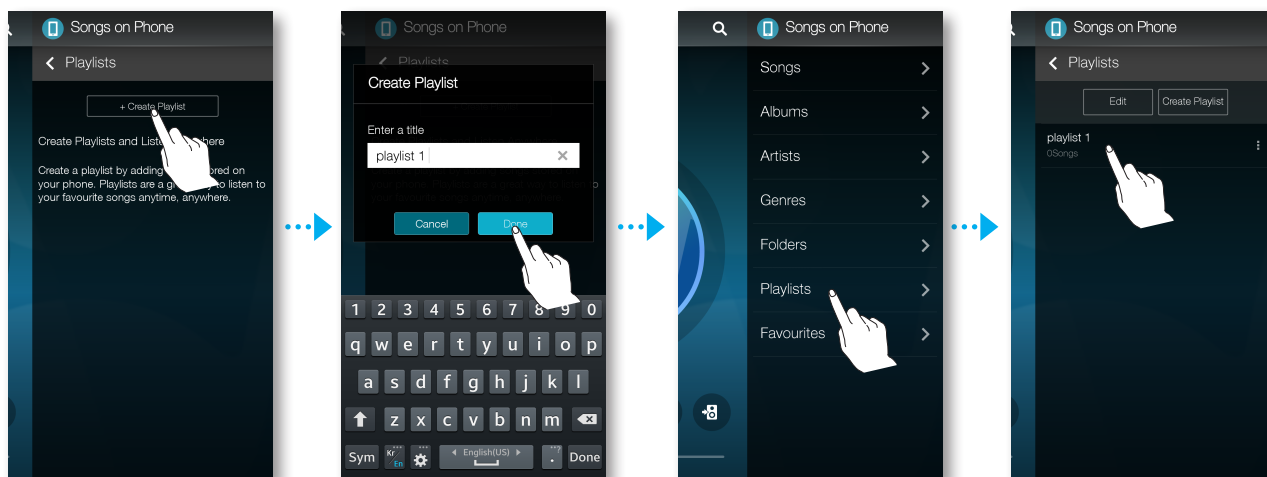 Songs on Phone
Playlists
+ Create Playlist
Create Playlists and Liste here
Create a playlist by adding ored on
your phone. Playlists are a g to listen to
your favourite songs anytime, anywhere.
Songs on Phone
Playlists
Create Playlist
Enter a title
playlist 1
Cancel
Done
1 2 3 4 5 6 7 8 9 0
q w e r t y u i o p
a s d f g h j k l
z x c v b n m
Sym Kr En English(US) . Done
Songs on Phone
Songs
Albums
Artists
Genres
Folders
Playlists
Favourites
Songs on Phone
Playlists
Edit Create Playlist
playlist 1
0Songs